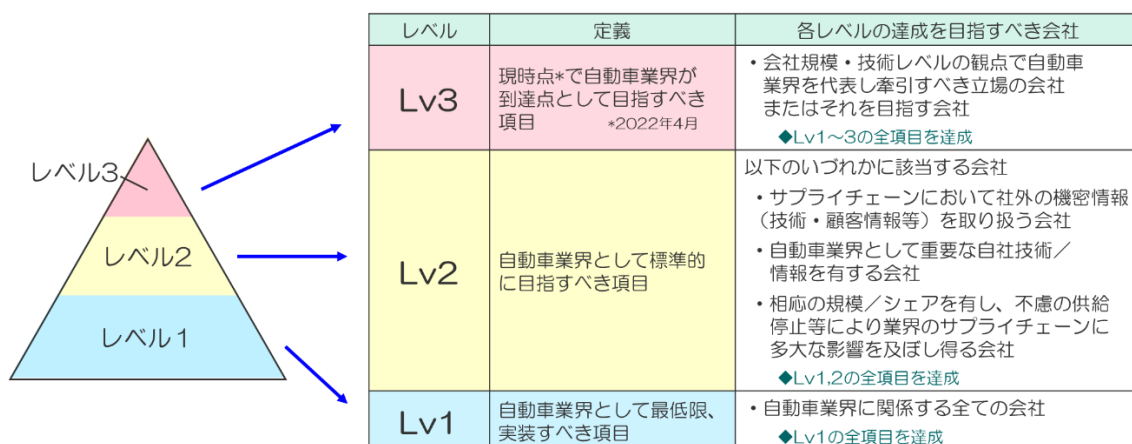 レベル3
レベル2
レベル1
レベル
定義
各レベルの達成を目指すべき会社
Lv3
現時点*で自動車業界が
到達点として目指すべき
項目
*2022年4月
・会社規模・技術レベルの観点で自動車
業界を代表し牽引すべき立場の会社
またはそれを目指す会社
◆Lv1~3の全項目を達成
Lv2
自動車業界として標準的
に目指すべき項目
以下のいづれかに該当する会社
・サプライチェーンにおいて社外の機密情報
(技術・顧客情報等)を取り扱う会社
・自動車業界として重要な自社技術/
情報を有する会社
・相応の規模/シェアを有し、不慮の供給
停止等により業界のサプライチェーンに
多大な影響を及ぼし得る会社
◆Lv1,2の全項目を達成
Lv1
自動車業界として最低限、
実装すべき項目
・自動車業界に関係する全ての会社
◆Lv1の全項目を達成